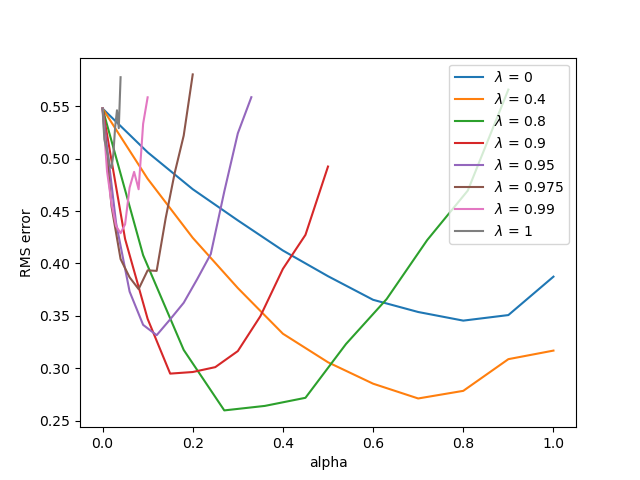 RMS error
0.55
0.50
0.45
0.40
0.35
0.30
0.25
0.0 0.2 0.4 0.6 0.8 1.0
alpha
λ = 0
λ = 0.4
λ = 0.8
λ = 0.9
λ = 0.95
λ = 0.975
λ = 0.99
λ = 1